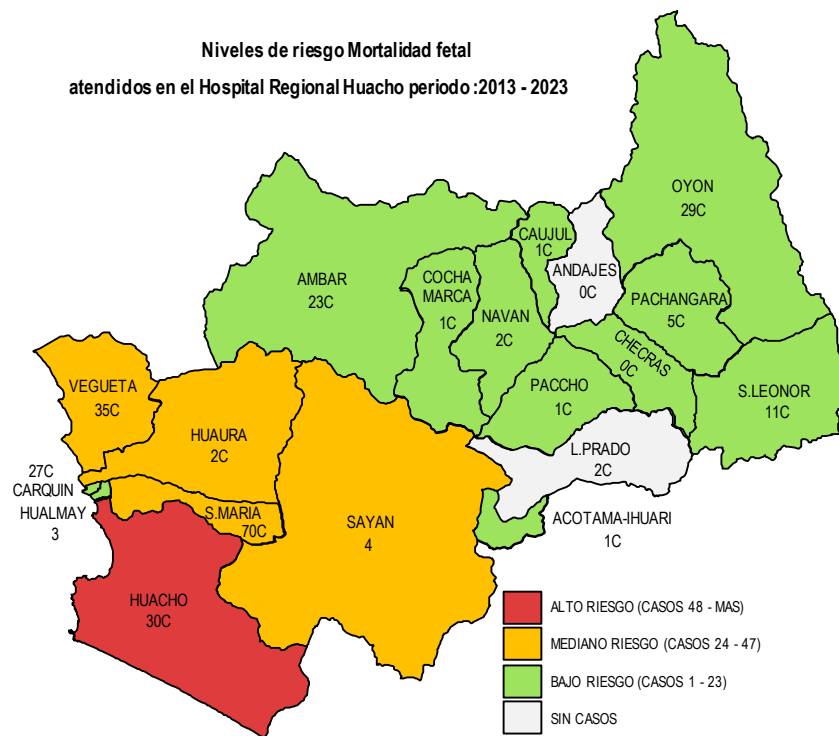 Niveles de riesgo Mortalidad fetal
atendidos en el Hospital Regional Huacho periodo :2013 - 2023
OYON
29C
CAUJUL
1C
ANDAJES
0C
AMBAR
23C
COCHA
MARCA
1C
NAVAN
2C
PACHANGARA
5C
CHECRAS
0C
VEGUETA
35C
PACCHO
1C
S.LEONOR
11C
HUAURA
2C
L.PRADO
2C
27C
CARQUIN
HUALMAY
3
S.MARIA
70C
SAYAN
4
ACOTAMA-IHUARI
1C
HUACHO
30C
ALTO RIESGO (CASOS 48 - MAS)
MEDIANO RIESGO (CASOS 24 - 47)
BAJO RIESGO (CASOS 1 - 23)
SIN CASOS